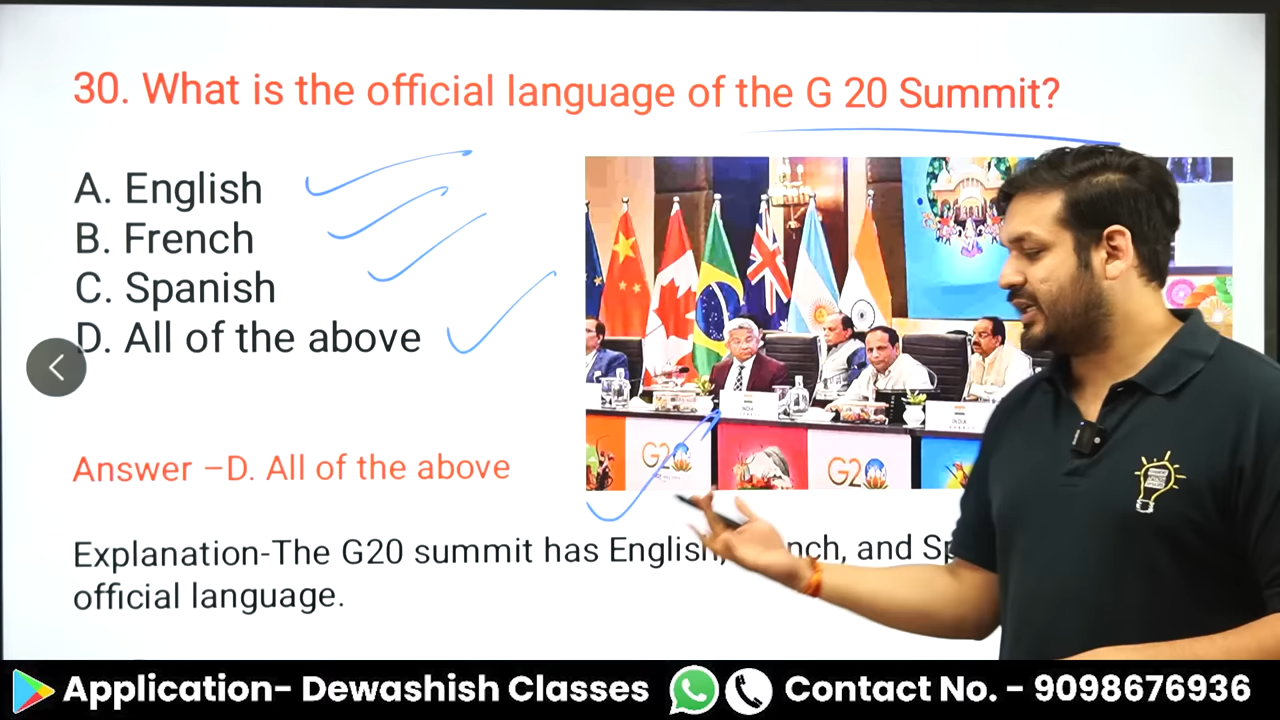 30. What is the official language of the G 20 Summit?
A. English
B. French
C. Spanish
D. All of the above
INDIA
INDIA
G20
G20
Answer –D. All of the above
Explanation-The G20 summit has English, and
official language.
Application- Dewashish Classes
Contact No. - 9098676936